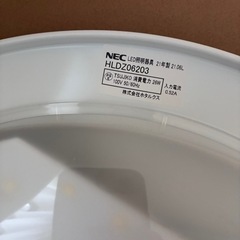 NEC LED照明器具 21年製 21.06L
HLDZ06203
TSUJIKO 消費電力 26W 入力電流
100V 50/60Hz 0.32A
株式会社ホタルクス